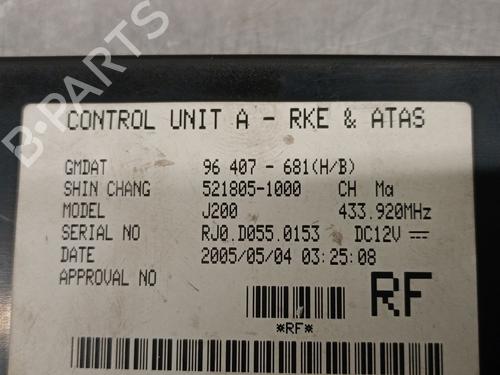 CONTROL UNIT A - RKE & ATAS
GMDAT 96 407 - 681(H/B)
SHIN CHANG 521805-1000 CH Ma
MODEL J200 433.920MHz
SERIAL NO RJ0.D055.0153 DC12V
DATE 2005/05/04 03:25:08
APPROVAL NO
RF
*RF*
B-PARTS